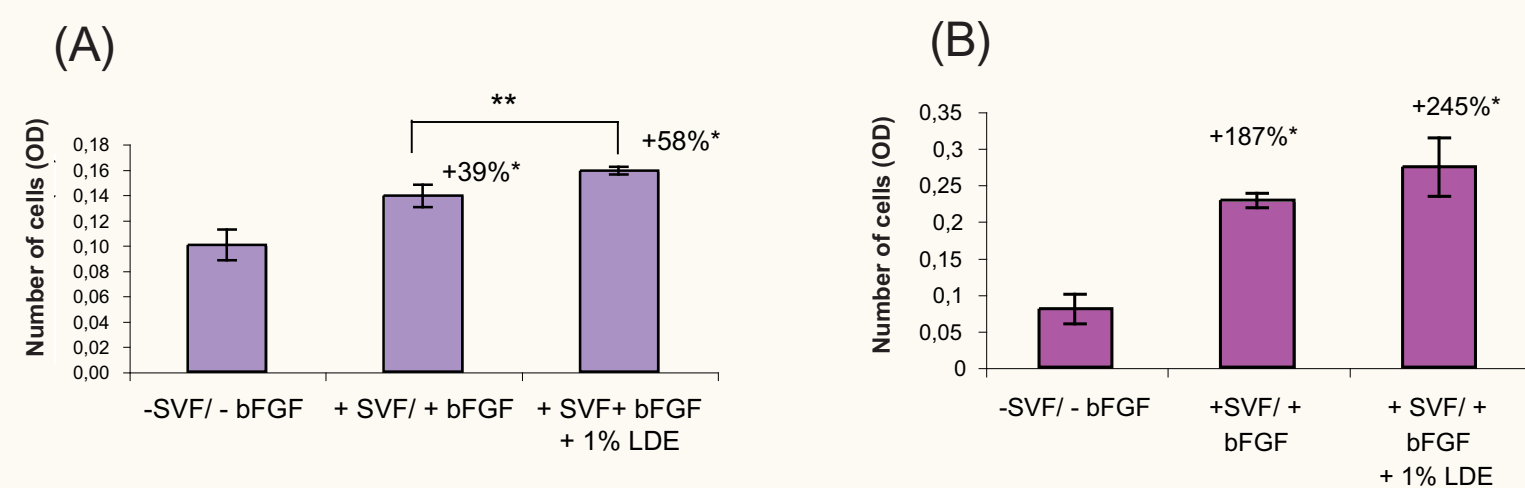 (A)
Number of cells (OD)
**
0,18
0,16
0,14
0,12
0,10
0,08
0,06
0,04
0,02
0,00
+39%*
+58%*
-SVF/ - bFGF
+ SVF/ + bFGF
+ SVF+ bFGF
+ 1% LDE
(B)
Number of cells (OD)
0,35
0,3
0,25
0,2
0,15
0,1
0,05
0
+187%*
+245%*
-SVF/ - bFGF
+SVF/ +
bFGF
+ SVF/ +
bFGF
+ 1% LDE